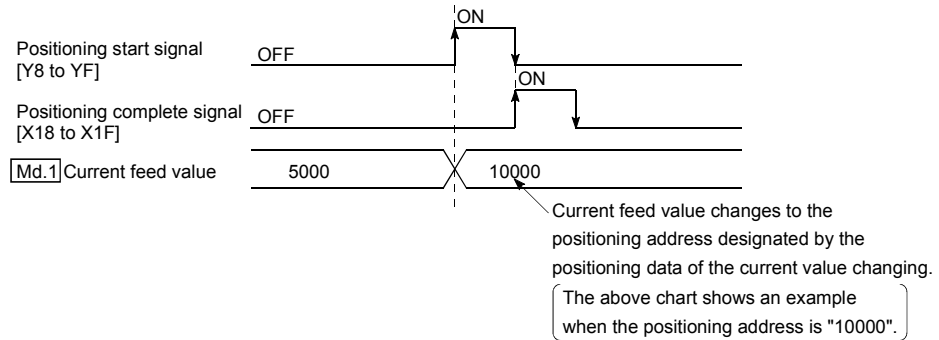 ON
Positioning start signal
[Y8 to YF]
OFF
ON
Positioning complete signal
[X18 to X1F]
OFF
Md.1 Current feed value
5000
10000
Current feed value changes to the
positioning address designated by the
positioning data of the current value changing.
The above chart shows an example
when the positioning address is "10000".